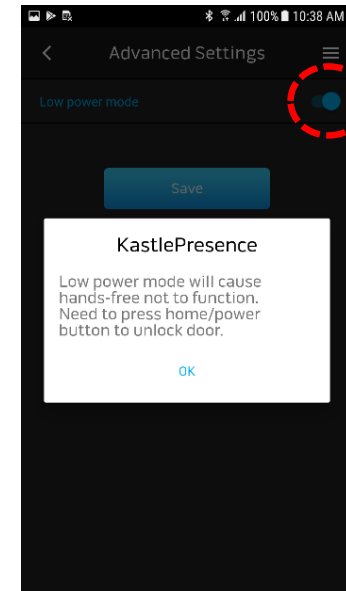 100% 10:38 AM
Advanced Settings
Low power mode
Save
KastlePresence
Low power mode will cause
hands-free not to function.
Need to press home/power
button to unlock door.
OK